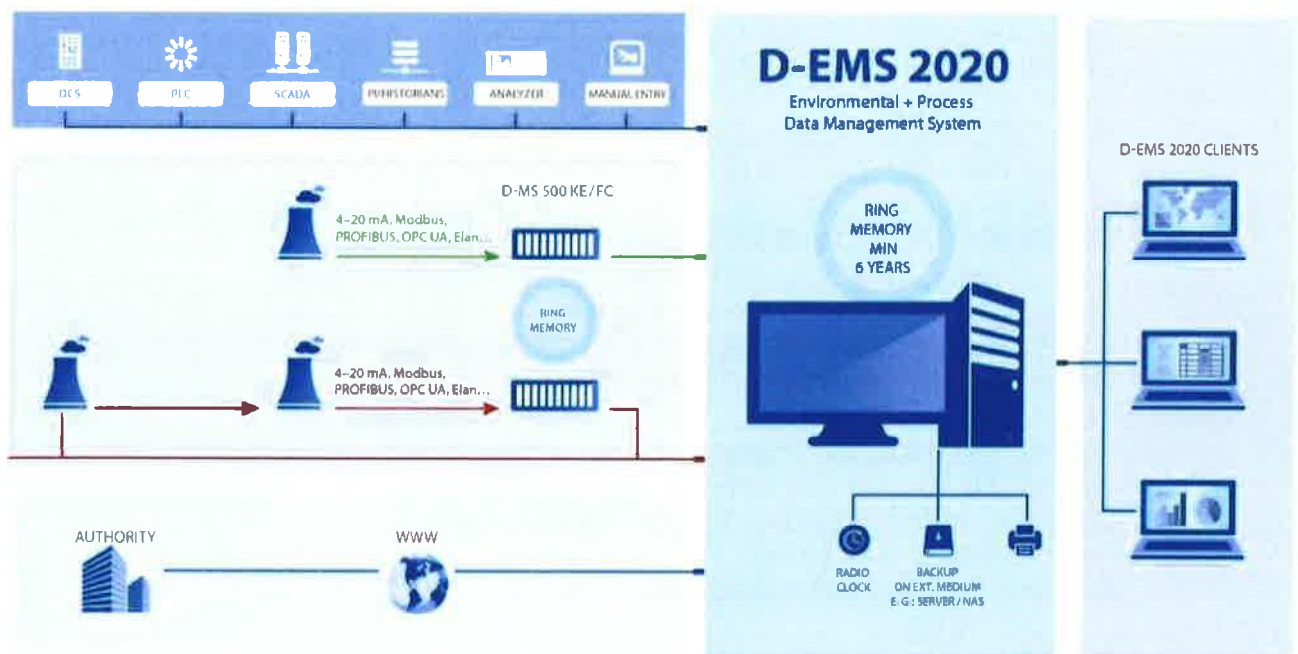 DCS
PLC
SCADA
PI/HISTORIANS
ANALYZER
MANUAL ENTRY
D-MS 500 KE/FC
4–20 mA, Modbus,
PROFIBUS, OPC UA, Elan...
RING
MEMORY
4–20 mA, Modbus,
PROFIBUS, OPC UA, Elan...
AUTHORITY
WWW
D-EMS 2020
Environmental + Process
Data Management System
RING
MEMORY
MIN
6 YEARS
RADIO
CLOCK
BACKUP
ON EXT. MEDIUM
E. G.: SERVER / NAS
D-EMS 2020 CLIENTS